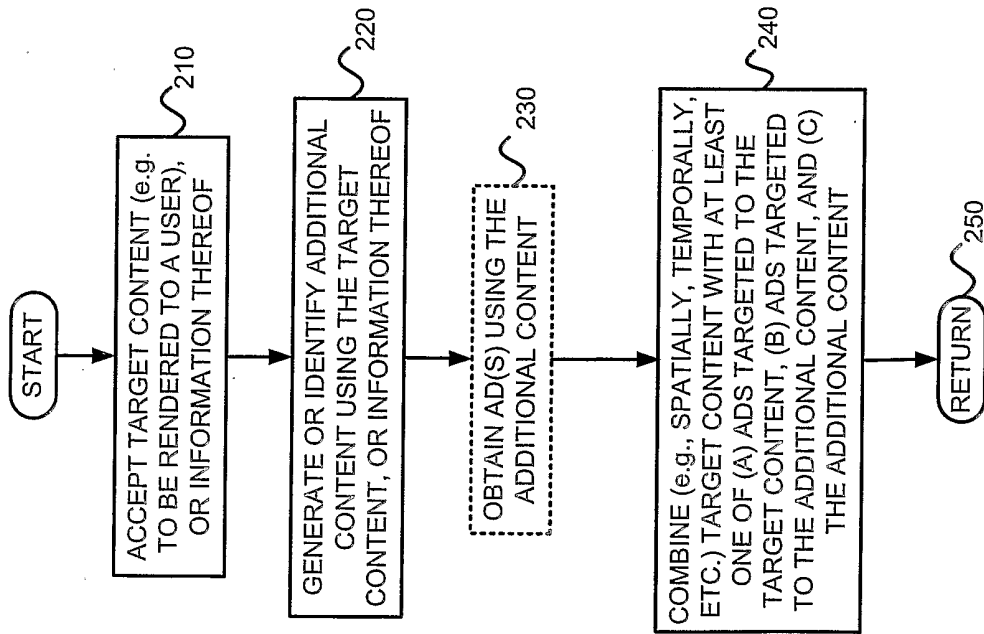 START
ACCEPT TARGET CONTENT (e.g.
TO BE RENDERED TO A USER),
OR INFORMATION THEREOF
210
GENERATE OR IDENTIFY ADDITIONAL
CONTENT USING THE TARGET
CONTENT, OR INFORMATION THEREOF
220
OBTAIN AD(S) USING THE
ADDITIONAL CONTENT
230
COMBINE (e.g., SPATIALLY, TEMPORALLY,
ETC.) TARGET CONTENT WITH AT LEAST
ONE OF (A) ADS TARGETED TO THE
TARGET CONTENT, (B) ADS TARGETED
TO THE ADDITIONAL CONTENT, AND (C)
THE ADDITIONAL CONTENT
240
RETURN
250